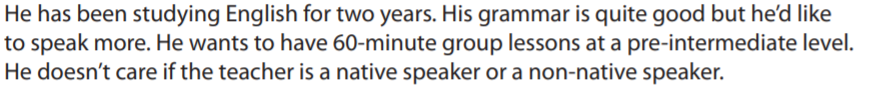 He has been studying English for two years. His grammar is quite good but he’d like
to speak more. He wants to have 60-minute group lessons at a pre-intermediate level.
He doesn’t care if the teacher is a native speaker or a non-native speaker.